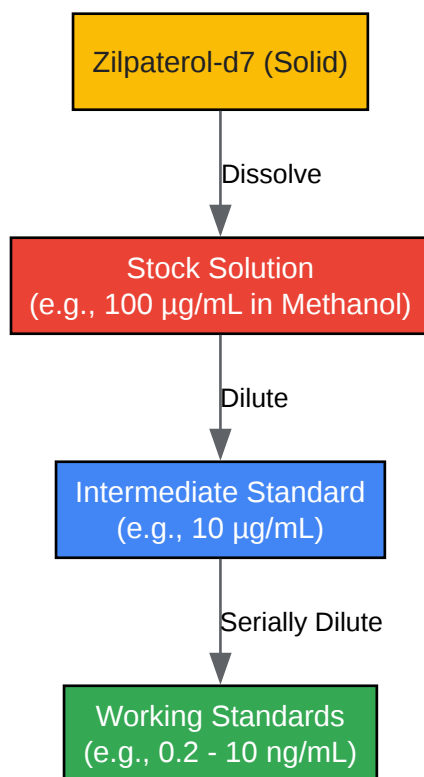 Zilpaterol-d7 (Solid)
Dissolve
Stock Solution
(e.g., 100 µg/mL in Methanol)
Dilute
Intermediate Standard
(e.g., 10 µg/mL)
Serially Dilute
Working Standards
(e.g., 0.2 - 10 ng/mL)